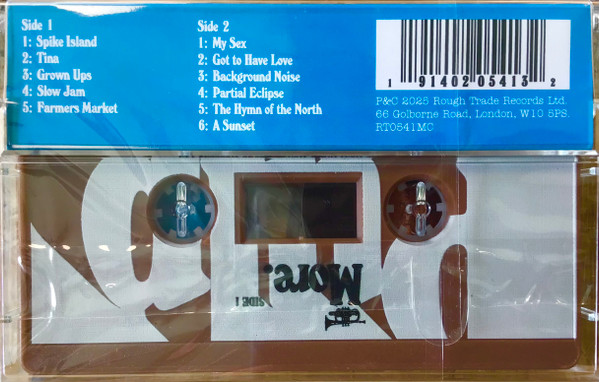 Side 1
1: Spike Island
2: Tina
3: Grown Ups
4: Slow Jam
5: Farmers Market
Side 2
1: My Sex
2: Got to Have Love
3: Background Noise
4: Partial Eclipse
5: The Hymn of the North
6: A Sunset
1 91402 05413 2
P&C 2025 Rough Trade Records Ltd.
66 Golborne Road, London, W10 5PS.
RT0541MC
More.
SIDE 1